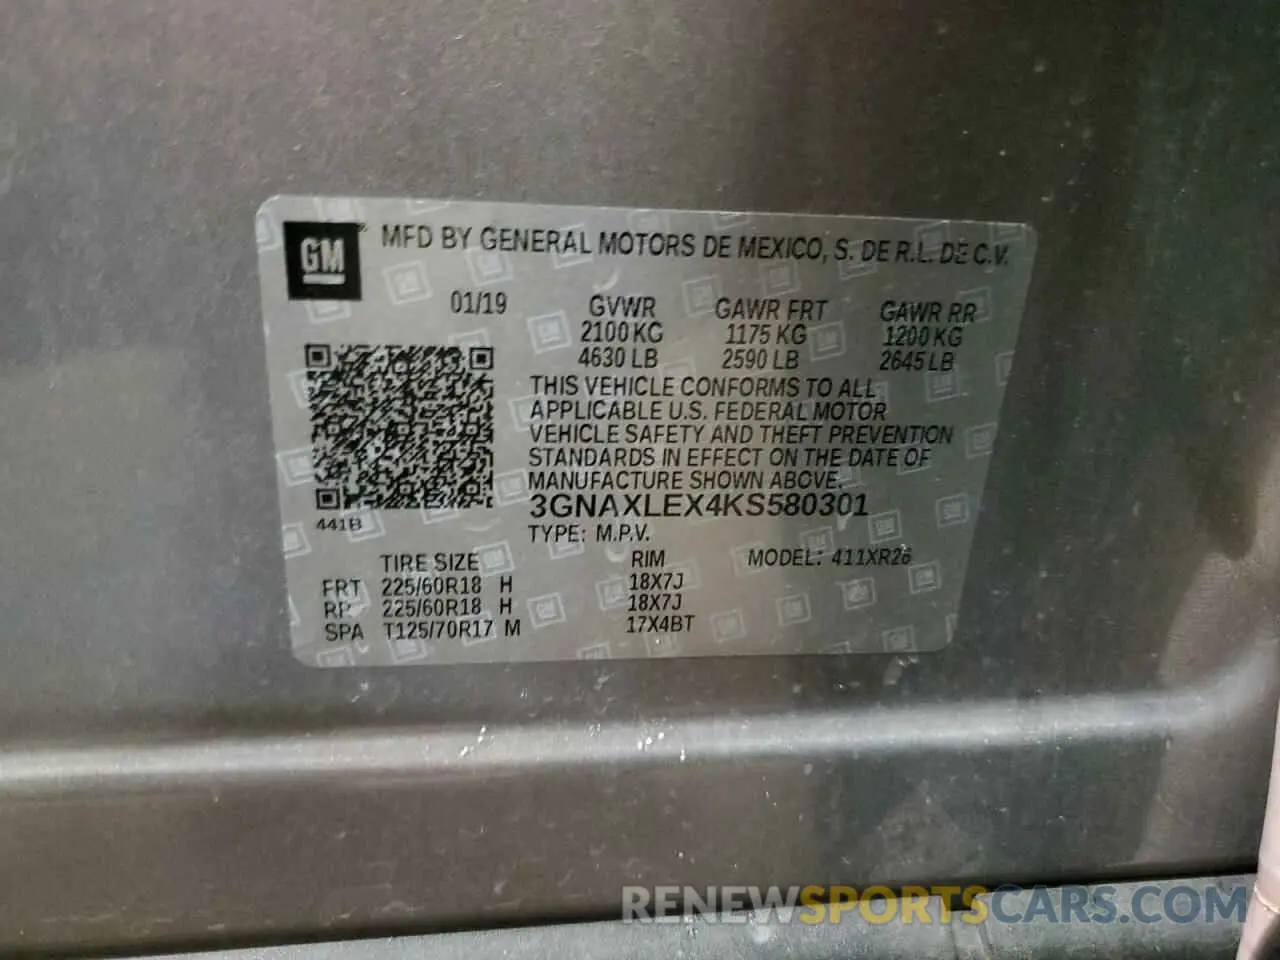 GM® MFD BY GENERAL MOTORS DE MEXICO, S. DE R.L. DE C.V.
01/19 GVWR GAWR FRT GAWR RR
2100 KG 1175 KG 1200 KG
4630 LB 2590 LB 2645 LB
THIS VEHICLE CONFORMS TO ALL
APPLICABLE U.S. FEDERAL MOTOR
VEHICLE SAFETY AND THEFT PREVENTION
STANDARDS IN EFFECT ON THE DATE OF
MANUFACTURE SHOWN ABOVE.
3GNAXLEX4KS580301
441B
TYPE: M.P.V.
TIRE SIZE RIM MODEL: 411XR26
FRT 225/60R18 H 18X7J
RR 225/60R18 H 18X7J
SPA T125/70R17 M 17X4BT
RENEWSPORTSCARS.COM